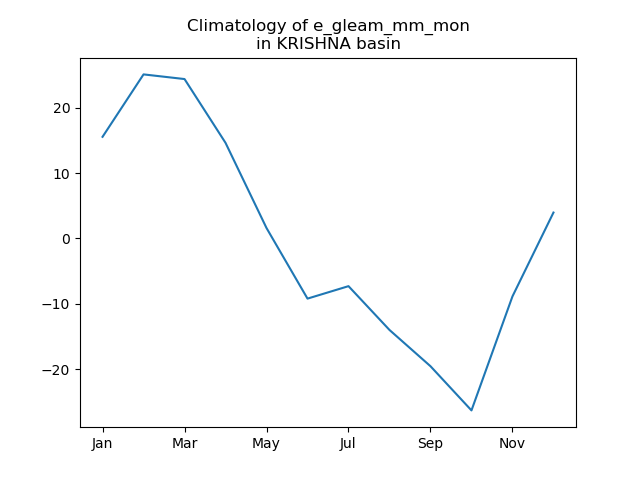 Climatology of e_gleam_mm_mon
in KRISHNA basin
20
10
0
−10
−20
Jan
Mar
May
Jul
Sep
Nov